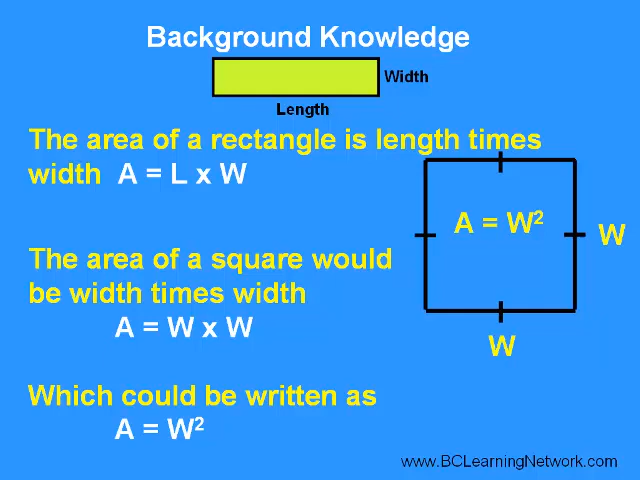 Background Knowledge
Width
Length
The area of a rectangle is length times
width A = L x W
A = W²
W
The area of a square would
be width times width
A = W x W
W
Which could be written as
A = W²
www.BCLearningNetwork.com